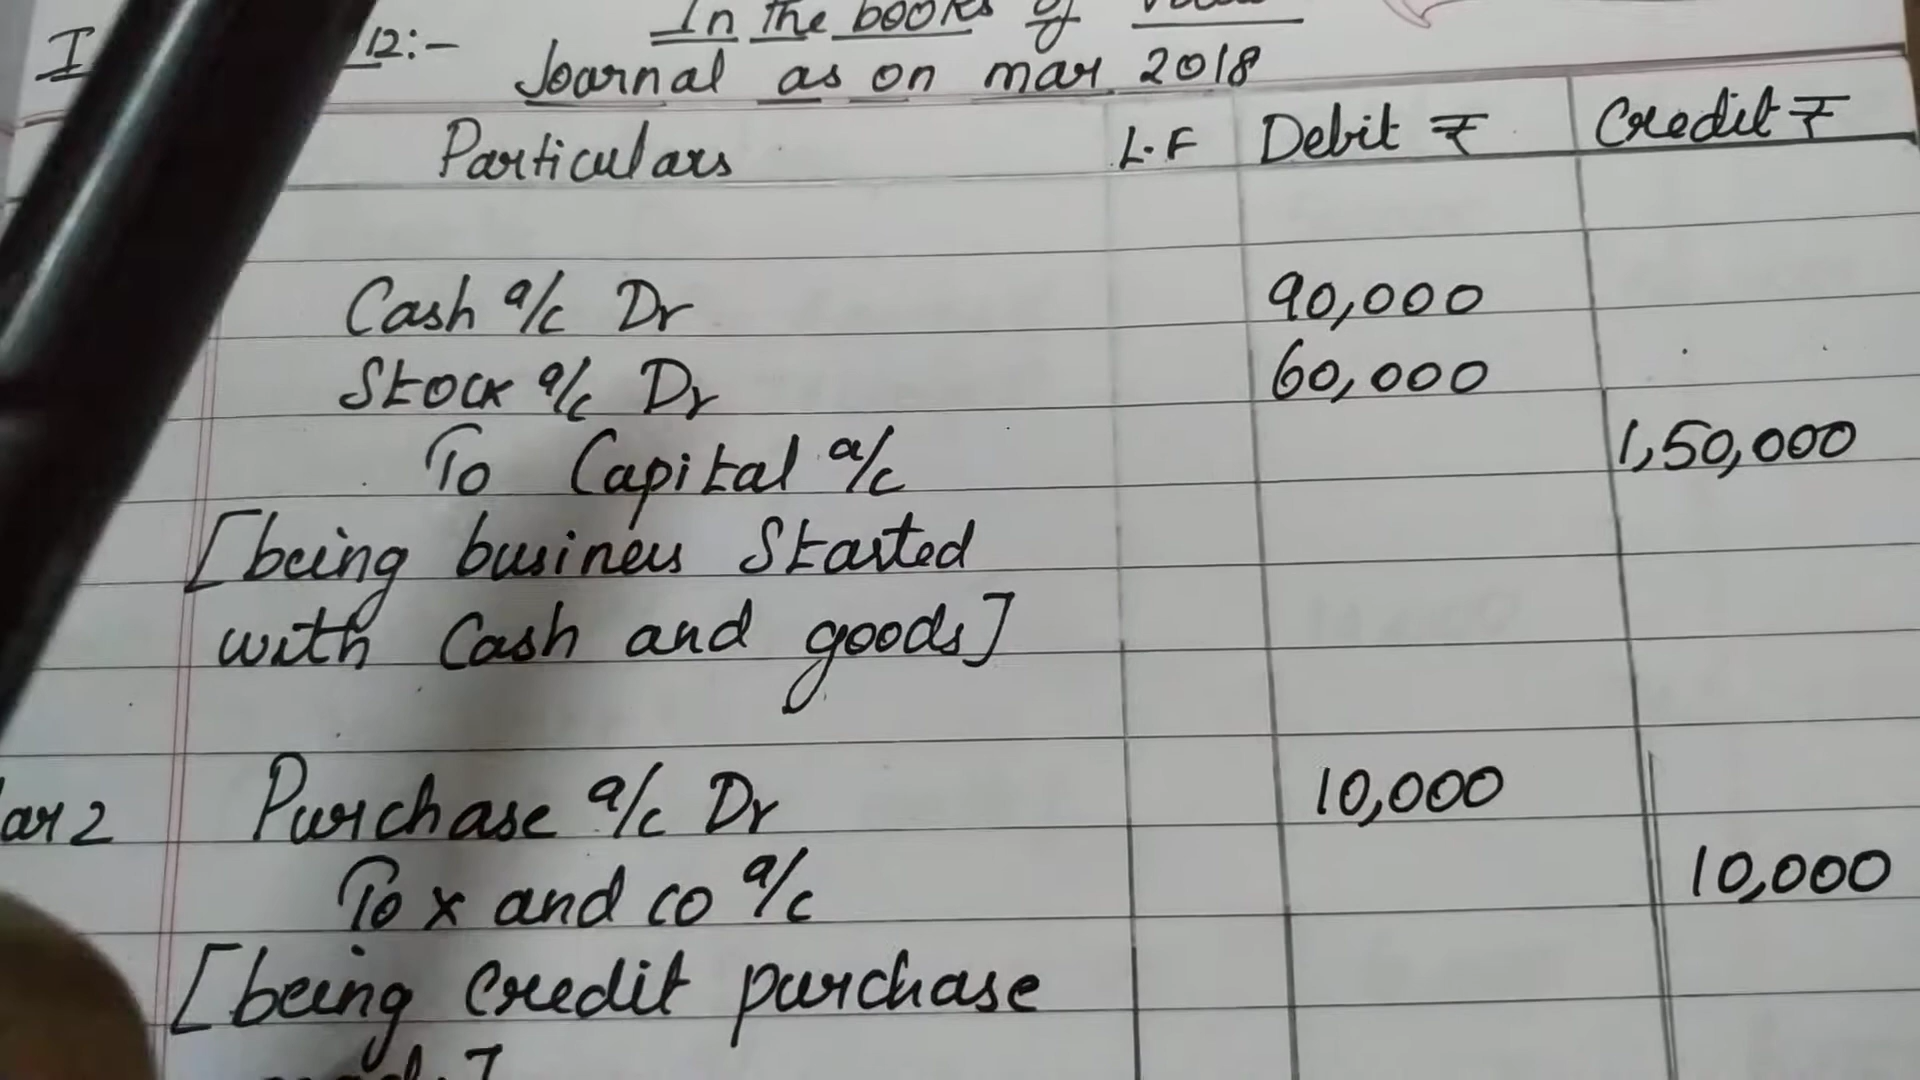 12:-
In the books of
Journal as on mar 2018
Particulars L.F Debit ₹ Credit ₹
Cash a/c Dr 90,000
Stock a/c Dr 60,000
To Capital a/c 1,50,000
[being business Started
with Cash and goods]
ar 2 Purchase a/c Dr 10,000
To x and co a/c 10,000
[being credit purchase